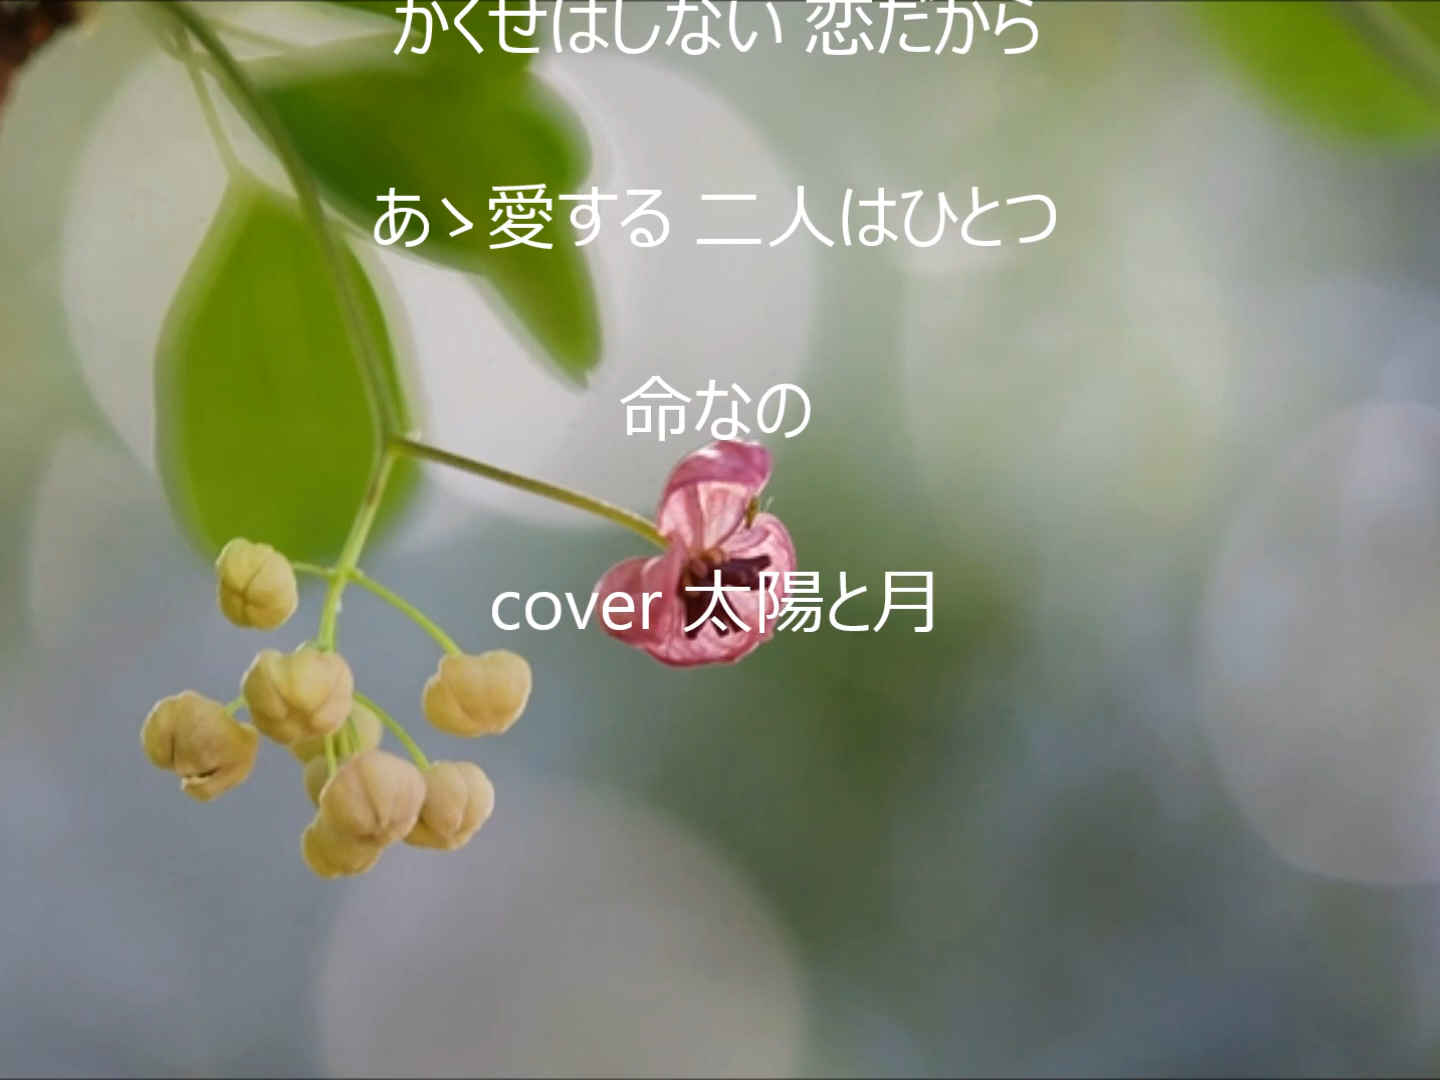 かくせはしない 恋だから
あゝ愛する 二人はひとつ
命なの
cover 太陽と月